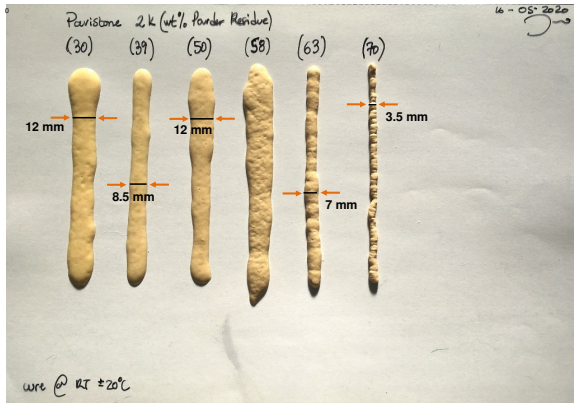 16-05-2020
Pavistone 2k (wt% Powder Residue)
(30) (39) (50) (58) (63) (70)
3.5 mm
12 mm 12 mm
8.5 mm
7 mm
cure @ RT ±20°C